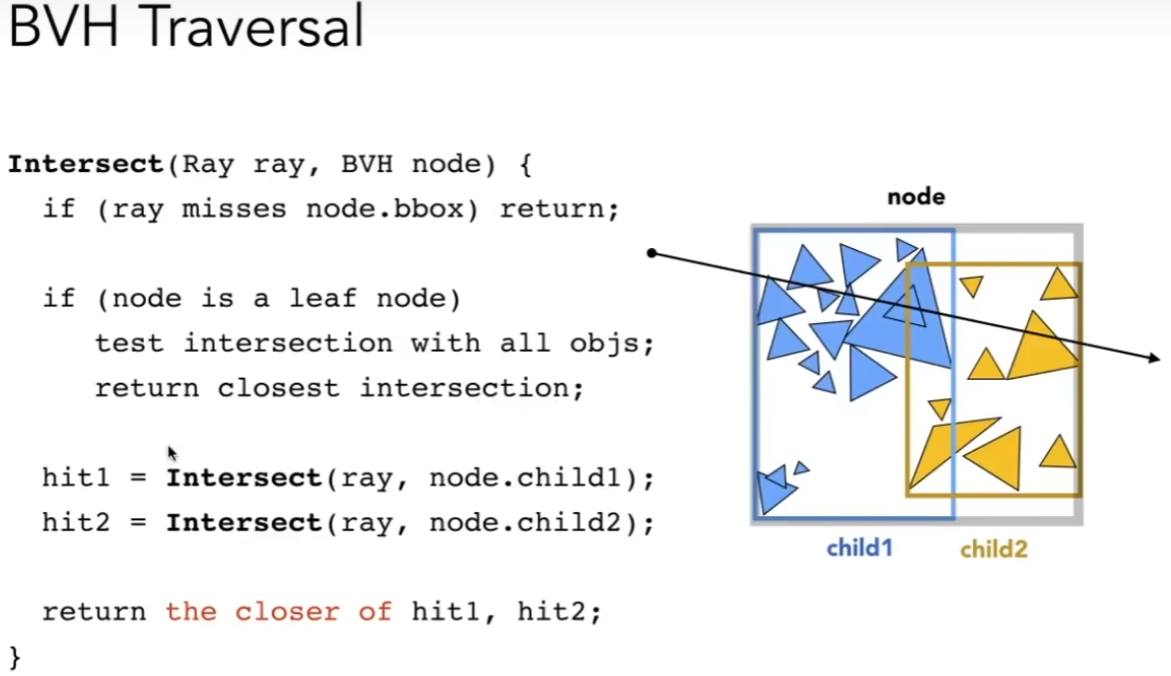 BVH Traversal
Intersect(Ray ray, BVH node) {
if (ray misses node.bbox) return;
if (node is a leaf node)
test intersection with all objs;
return closest intersection;
hit1 = Intersect(ray, node.child1);
hit2 = Intersect(ray, node.child2);
return the closer of hit1, hit2;
}
node
child1
child2